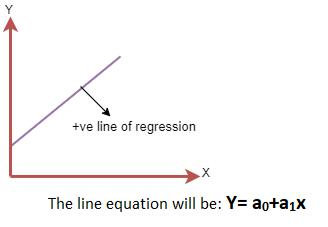 Y
+ve line of regression
X
The line equation will be: Y= a₀+a₁x